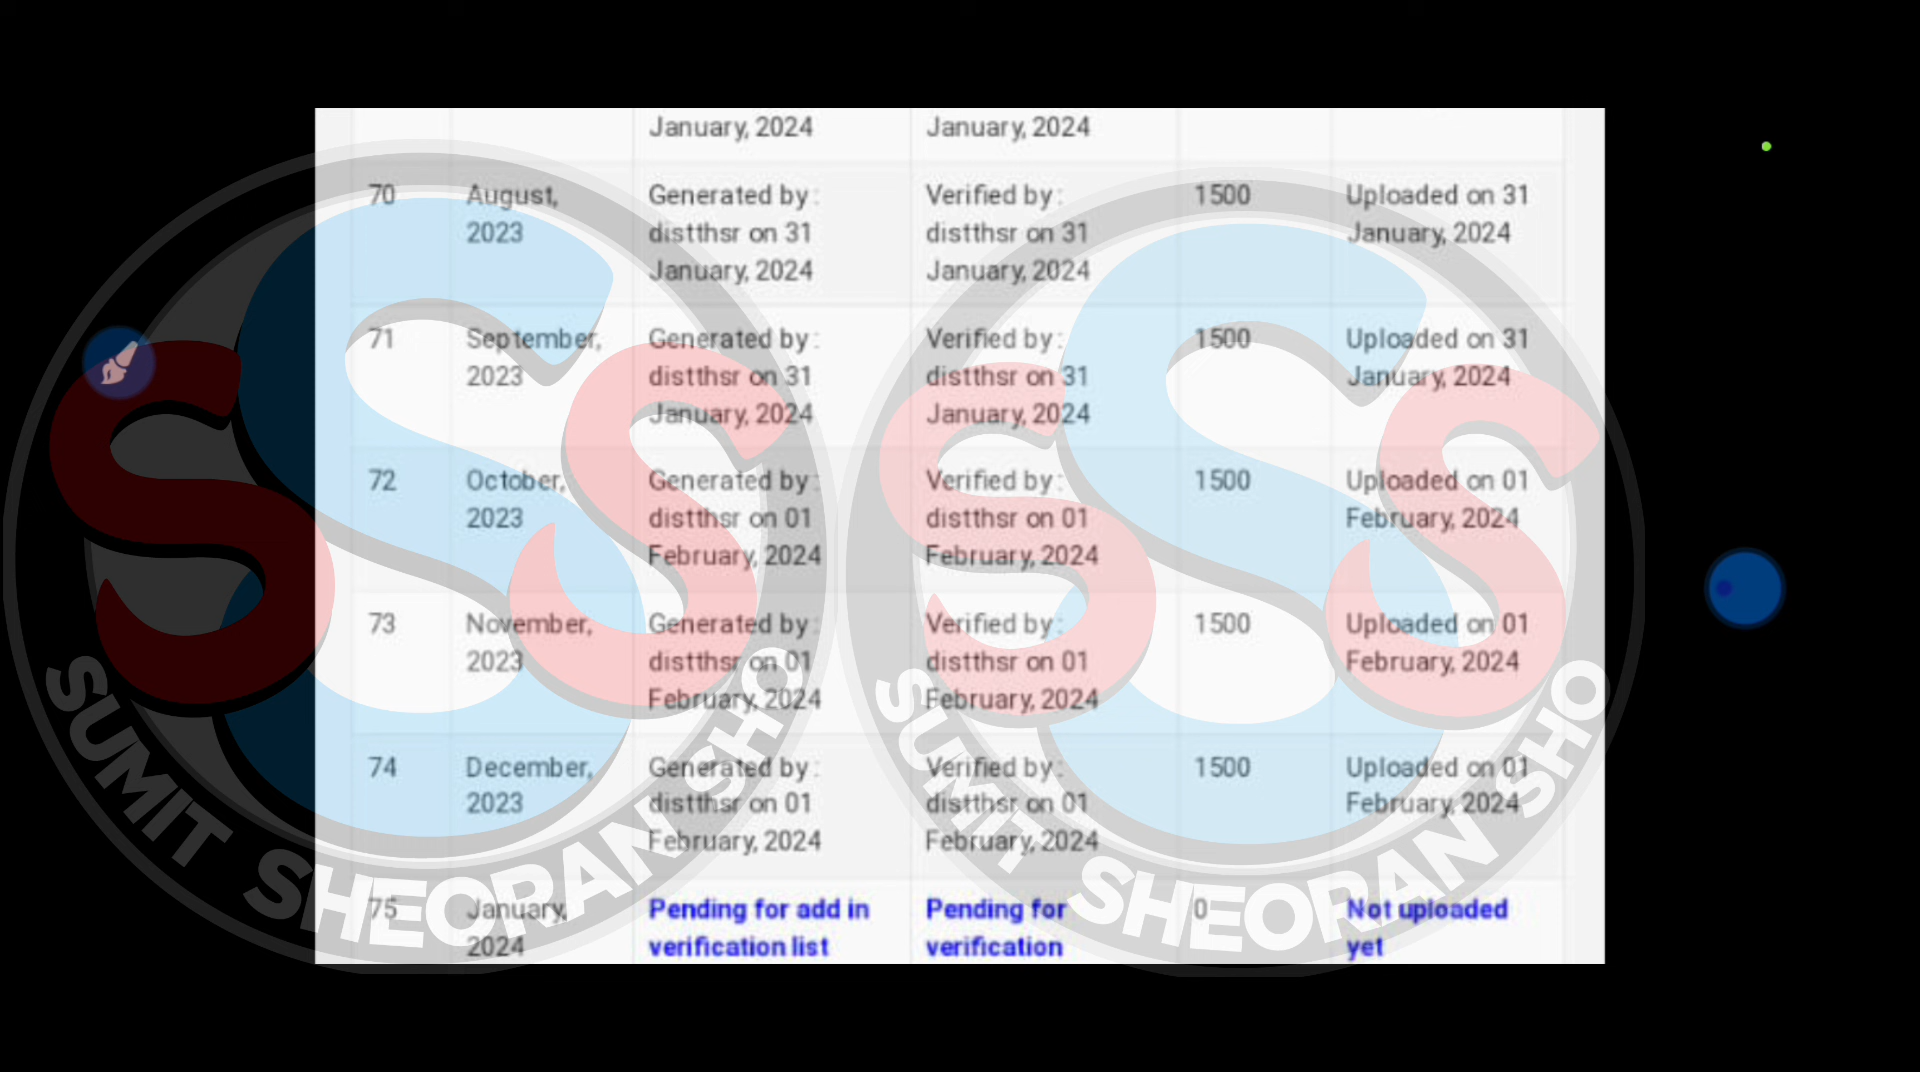 January, 2024
January, 2024
70
August,
2023
Generated by :
distthsr on 31
January, 2024
Verified by :
distthsr on 31
January, 2024
1500
Uploaded on 31
January, 2024
71
September,
2023
Generated by :
distthsr on 31
January, 2024
Verified by :
distthsr on 31
January, 2024
1500
Uploaded on 31
January, 2024
72
October,
2023
Generated by :
distthsr on 01
February, 2024
Verified by :
distthsr on 01
February, 2024
1500
Uploaded on 01
February, 2024
73
November,
2023
Generated by :
distthsr on 01
February, 2024
Verified by :
distthsr on 01
February, 2024
1500
Uploaded on 01
February, 2024
74
December,
2023
Generated by :
distthsr on 01
February, 2024
Verified by :
distthsr on 01
February, 2024
1500
Uploaded on 01
February, 2024
75
January,
2024
Pending for add in
verification list
Pending for
verification
0
Not uploaded
yet
SSS
SUMIT SHEORAN SHO
SSS
SUMIT SHEORAN SHO